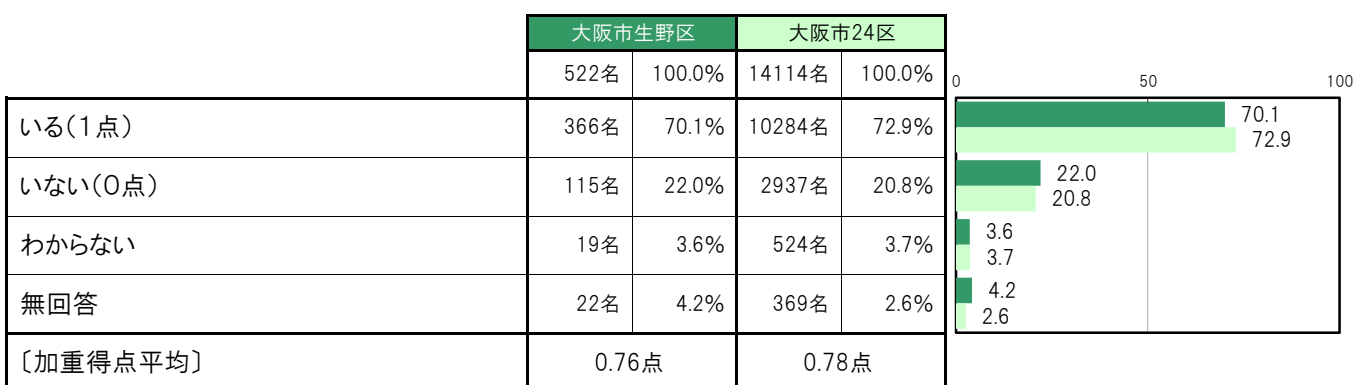 大阪市生野区 大阪市24区
522名 100.0% 14114名 100.0% 0 50 100
いる(1点) 366名 70.1% 10284名 72.9% 70.1
72.9
いない(0点) 115名 22.0% 2937名 20.8% 22.0
20.8
わからない 19名 3.6% 524名 3.7% 3.6
3.7
無回答 22名 4.2% 369名 2.6% 4.2
2.6
〔加重得点平均〕 0.76点 0.78点